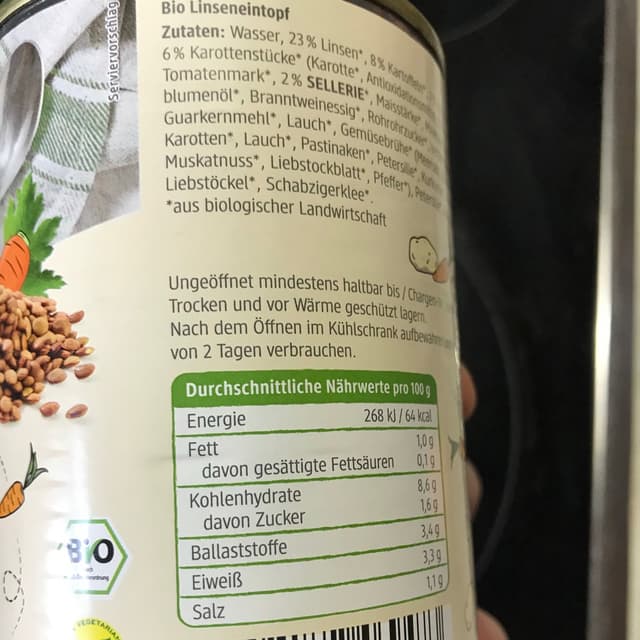 Serviervorschlag
Bio Linseneintopf
Zutaten: Wasser, 23 % Linsen*, 8 % Kartoffeln*,
6 % Karottenstücke* (Karotte*,
Tomatenmark*, 2 % SELLERIE*, Maisstärke*,
blumenöl*, Branntweinessig*, Rohrohrzucker*,
Guarkernmehl*, Lauch*, Gemüsebrühe*
Karotten*, Lauch*, Pastinaken*, Petersilie*,
Muskatnuss*, Liebstockblatt*, Pfeffer*),
Liebstöckel*, Schabzigerklee*.
*aus biologischer Landwirtschaft
Ungeöffnet mindestens haltbar bis /
Trocken und vor Wärme geschützt lagern.
Nach dem Öffnen im Kühlschrank
von 2 Tagen verbrauchen.
Durchschnittliche Nährwerte pro 100 g
Energie 268 kJ / 64 kcal
Fett 1,0 g
davon gesättigte Fettsäuren 0,1 g
Kohlenhydrate 8,6 g
davon Zucker 1,6 g
Ballaststoffe 3,4 g
Eiweiß 3,3 g
Salz 1,1 g
Bio